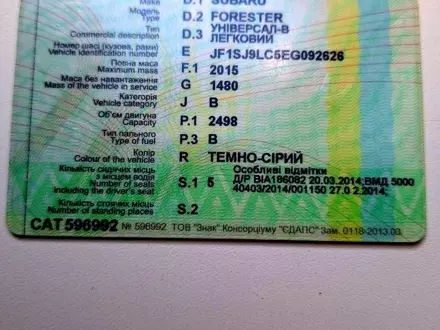 Make D.1 SUBARU
Модель
Type D.2 FORESTER
Тип УНІВЕРСАЛ-В
Commercial description D.3 ЛЕГКОВИЙ
Номер шасі (кузова, рами)
Vehicle identification number E JF1SJ9LC5EG092626
Повна маса
Maximum mass F.1 2015
Маса без навантаження
Mass of the vehicle in service G 1480
Категорія
Vehicle category J B
Об'єм двигуна
Capacity P.1 2498
Тип пального
Type of fuel P.3 B
Колір
Colour of the vehicle R ТЕМНО-СІРИЙ
Кількість сидячих місць Особливі відмітки
з місцем водія Д/Р ВІА186082 20.03.2014;ВМД 5000
Number of seats S.1 5 40403/2014/001150 27.0 2.2014;
including the driver's seat
Кількість стоячих місць
Number of standing places S.2
САТ 596992 № 596992 ТОВ "Знак" Консорціуму "ЄДАПС" Зам. 0118-2013.03.